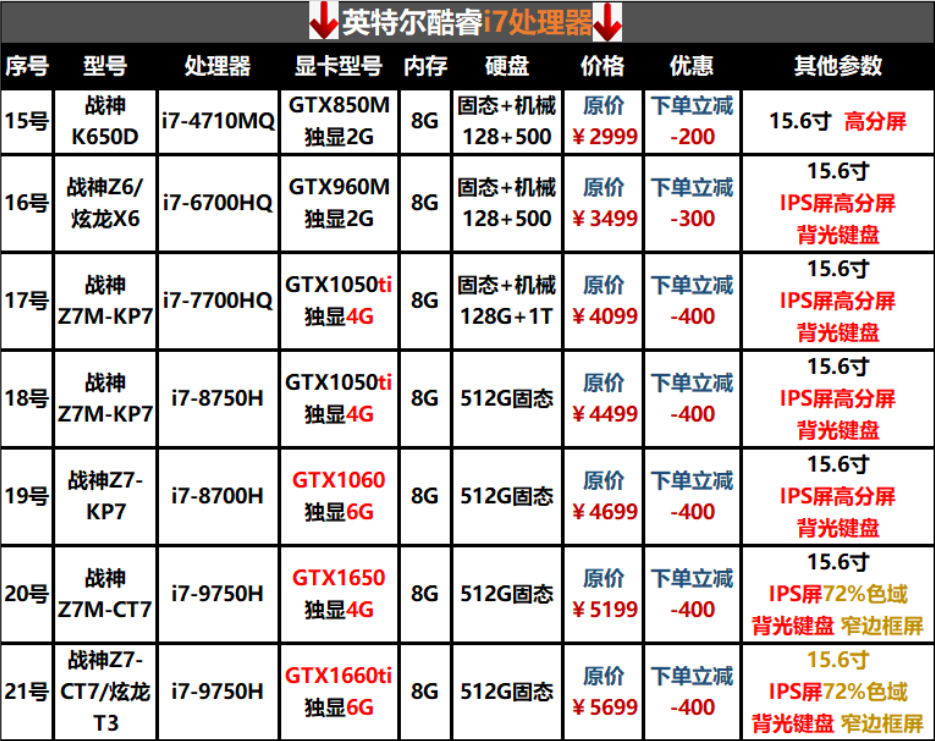 英特尔酷睿i7处理器
序号 型号 处理器 显卡型号 内存 硬盘 价格 优惠 其他参数
15号 战神 K650D i7-4710MQ GTX850M 独显2G 8G 固态+机械 128+500 原价 ￥2999 下单立减 -200 15.6寸 高分屏
16号 战神Z6/ 炫龙X6 i7-6700HQ GTX960M 独显2G 8G 固态+机械 128+500 原价 ￥3499 下单立减 -300 15.6寸 IPS屏高分屏 背光键盘
17号 战神 Z7M-KP7 i7-7700HQ GTX1050ti 独显4G 8G 固态+机械 128G+1T 原价 ￥4099 下单立减 -400 15.6寸 IPS屏高分屏 背光键盘
18号 战神 Z7M-KP7 i7-8750H GTX1050ti 独显4G 8G 512G固态 原价 ￥4499 下单立减 -400 15.6寸 IPS屏高分屏 背光键盘
19号 战神Z7- KP7 i7-8700H GTX1060 独显6G 8G 512G固态 原价 ￥4699 下单立减 -400 15.6寸 IPS屏高分屏 背光键盘
20号 战神 Z7M-CT7 i7-9750H GTX1650 独显4G 8G 512G固态 原价 ￥5199 下单立减 -400 15.6寸 IPS屏72%色域 背光键盘 窄边框屏
21号 战神Z7- CT7/炫龙 T3 i7-9750H GTX1660ti 独显6G 8G 512G固态 原价 ￥5699 下单立减 -400 15.6寸 IPS屏72%色域 背光键盘 窄边框屏